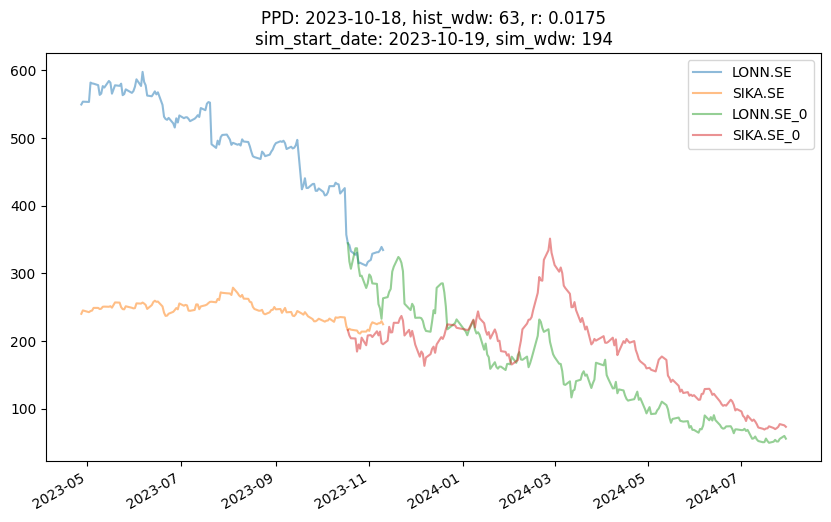 PPD: 2023-10-18, hist_wdw: 63, r: 0.0175
sim_start_date: 2023-10-19, sim_wdw: 194
LONN.SE
SIKA.SE
LONN.SE_0
SIKA.SE_0
600
500
400
300
200
100
2023-05
2023-07
2023-09
2023-11
2024-01
2024-03
2024-05
2024-07